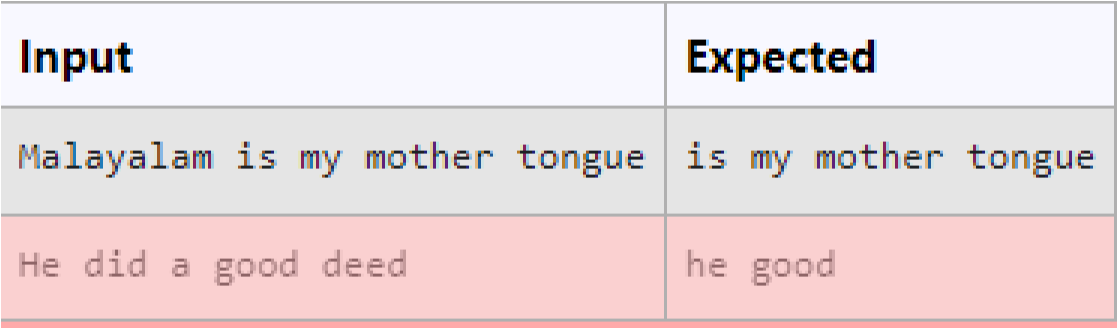 Input Expected
Malayalam is my mother tongue is my mother tongue
He did a good deed he good